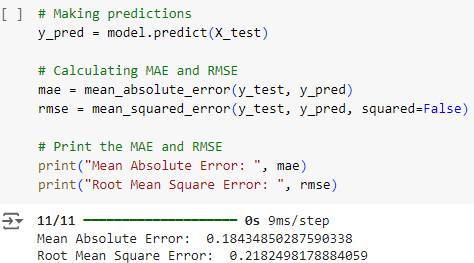 [ ] # Making predictions
y_pred = model.predict(X_test)
# Calculating MAE and RMSE
mae = mean_absolute_error(y_test, y_pred)
rmse = mean_squared_error(y_test, y_pred, squared=False)
# Print the MAE and RMSE
print("Mean Absolute Error: ", mae)
print("Root Mean Square Error: ", rmse)
11/11 ━━━━━━━━━━━━━━━━━━━━ 0s 9ms/step
Mean Absolute Error:  0.18434850287590338
Root Mean Square Error:  0.2182498178884059